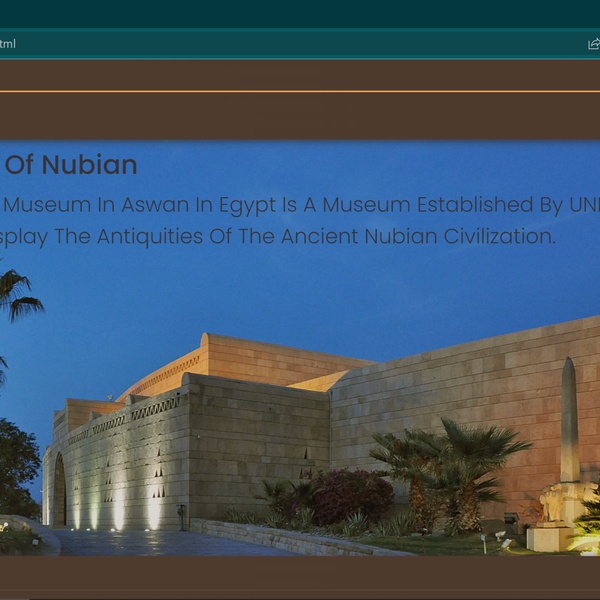 tml
Of Nubian
Museum In Aswan In Egypt Is A Museum Established By UN
splay The Antiquities Of The Ancient Nubian Civilization.